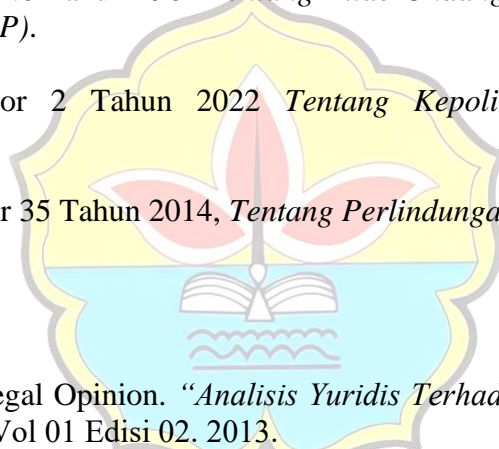 P).
or 2 Tahun 2022 Tentang Kepoli
r 35 Tahun 2014, Tentang Perlindunga
egal Opinion. “Analisis Yuridis Terhad
Vol 01 Edisi 02. 2013.